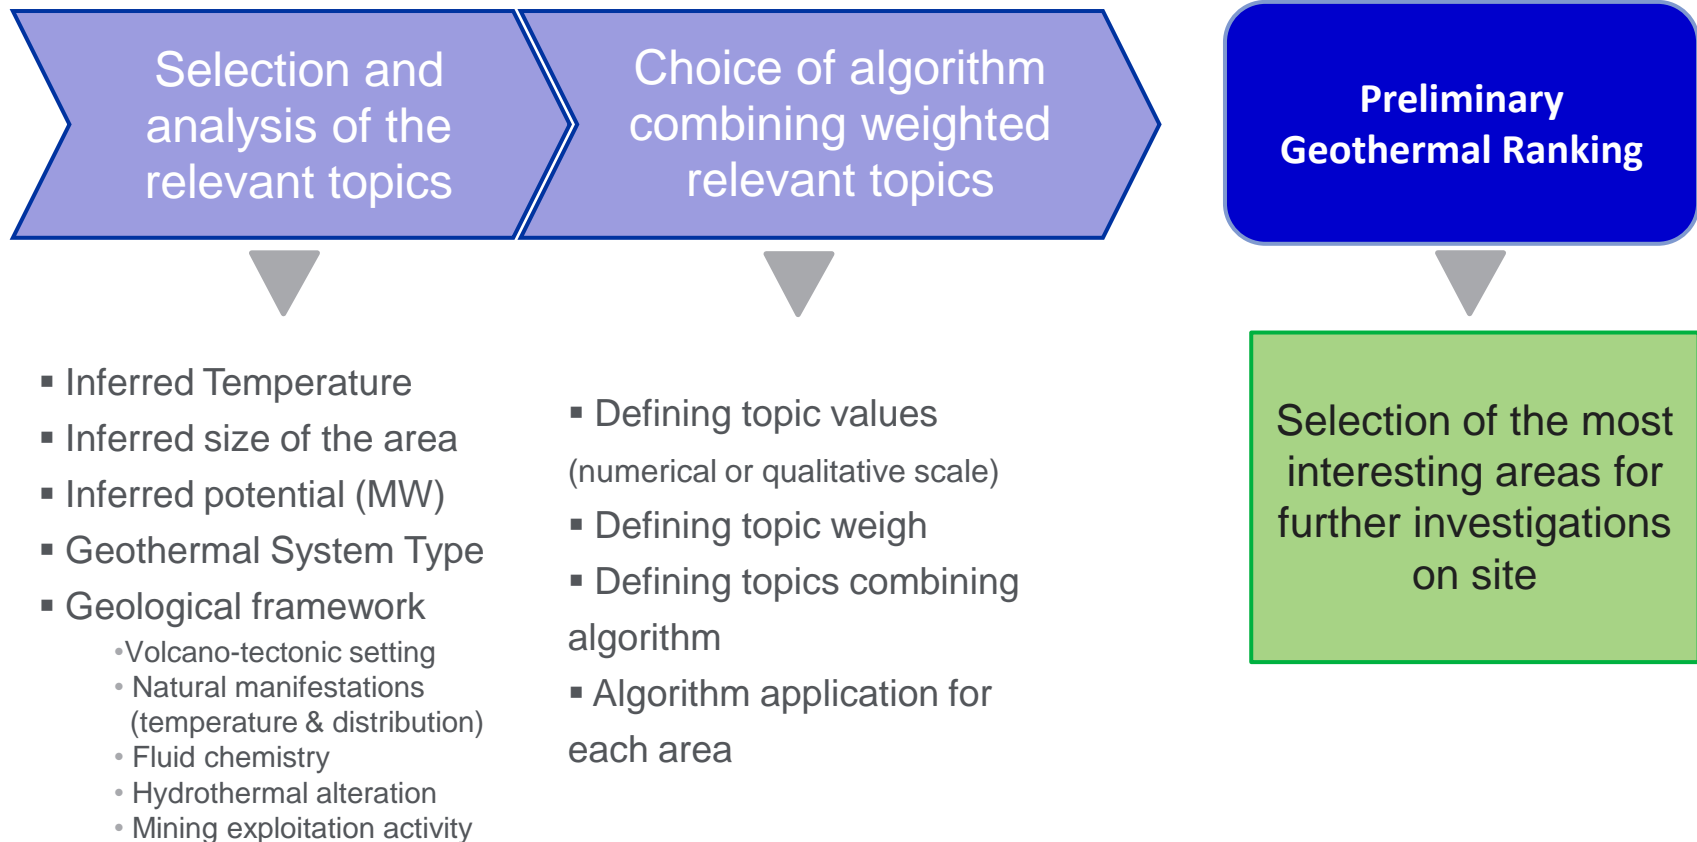 Selection and
analysis of the
relevant topics
Choice of algorithm
combining weighted
relevant topics
Preliminary
Geothermal Ranking
▪ Inferred Temperature
▪ Inferred size of the area
▪ Inferred potential (MW)
▪ Geothermal System Type
▪ Geological framework
•Volcano-tectonic setting
• Natural manifestations
(temperature & distribution)
• Fluid chemistry
• Hydrothermal alteration
• Mining exploitation activity
▪ Defining topic values
(numerical or qualitative scale)
▪ Defining topic weigh
▪ Defining topics combining
algorithm
▪ Algorithm application for
each area
Selection of the most
interesting areas for
further investigations
on site